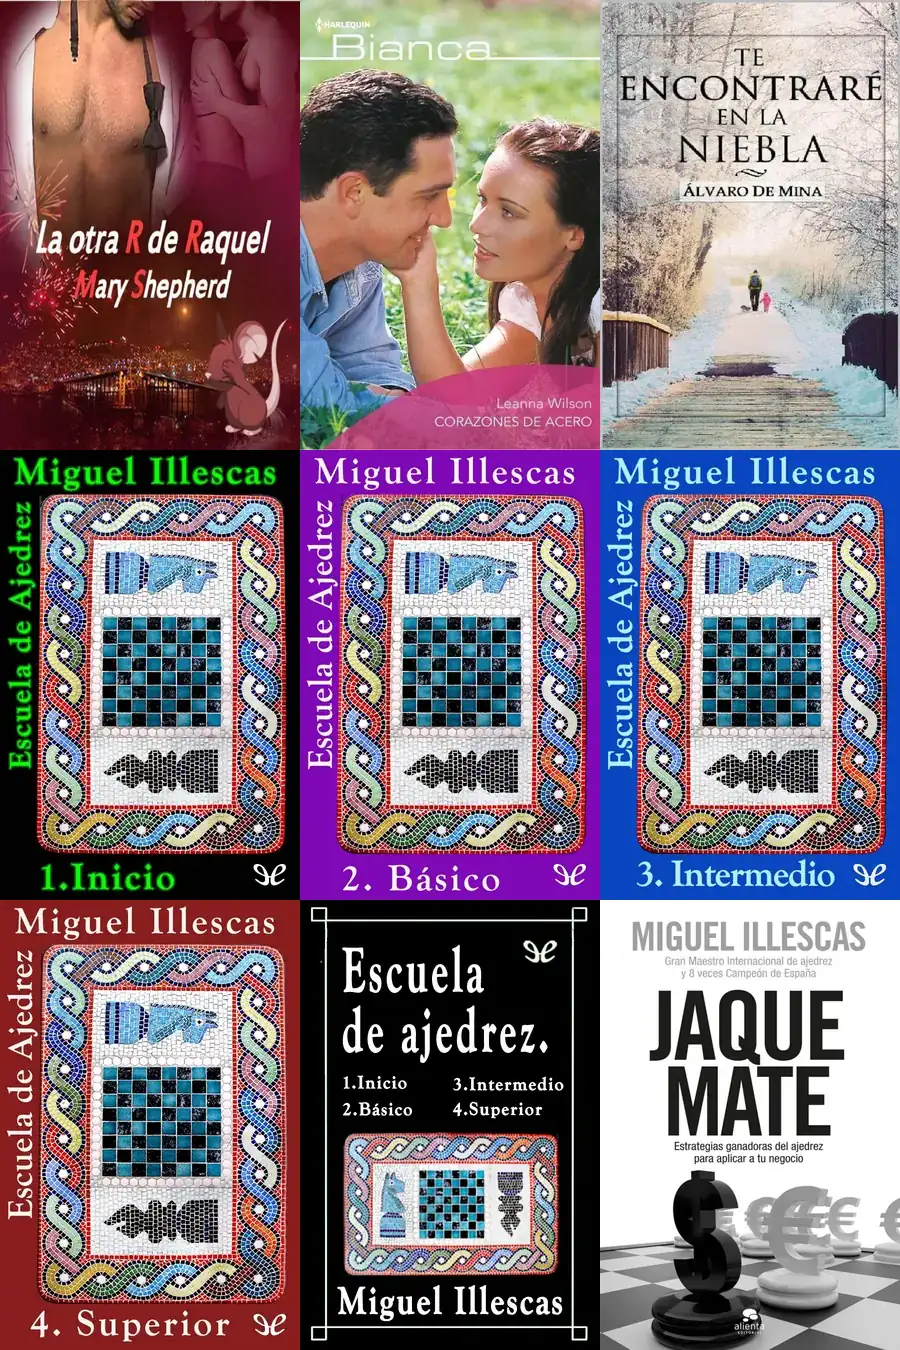 La otra R de Raquel
Mary Shepherd
HARLEQUIN
Bianca
Leanna Wilson
CORAZONES DE ACERO
TE
ENCONTRARÉ
EN LA
NIEBLA
ÁLVARO DE MINA
Miguel Illescas
Escuela de Ajedrez
1.Inicio
Miguel Illescas
Escuela de Ajedrez
2. Básico
Miguel Illescas
Escuela de Ajedrez
3. Intermedio
Miguel Illescas
Escuela de Ajedrez
4. Superior
Escuela
de ajedrez.
1.Inicio 3.Intermedio
2.Básico 4.Superior
Miguel Illescas
MIGUEL ILLESCAS
Gran Maestro Internacional de ajedrez
y 8 veces Campeón de España
JAQUE
MATE
Estrategias ganadoras del ajedrez
para aplicar a tu negocio
alienta
EDITORIAL